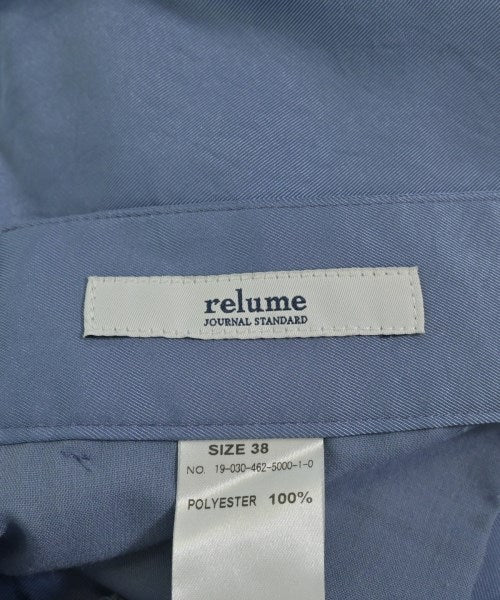 relume
JOURNAL STANDARD
SIZE 38
NO. 19-030-462-5000-1-0
POLYESTER 100%